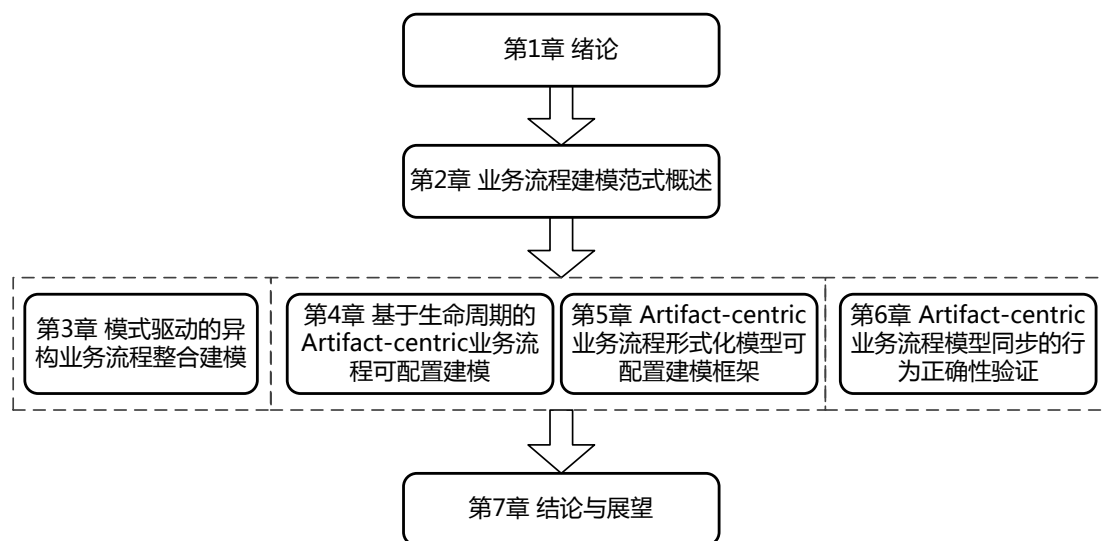 第1章 绪论
第2章 业务流程建模范式概述
第3章 模式驱动的异
构业务流程整合建模
第4章 基于生命周期的
Artifact-centric业务流
程可配置建模
第5章 Artifact-centric
业务流程形式化模型可
配置建模框架
第6章 Artifact-centric
业务流程模型同步的行
为正确性验证
第7章 结论与展望